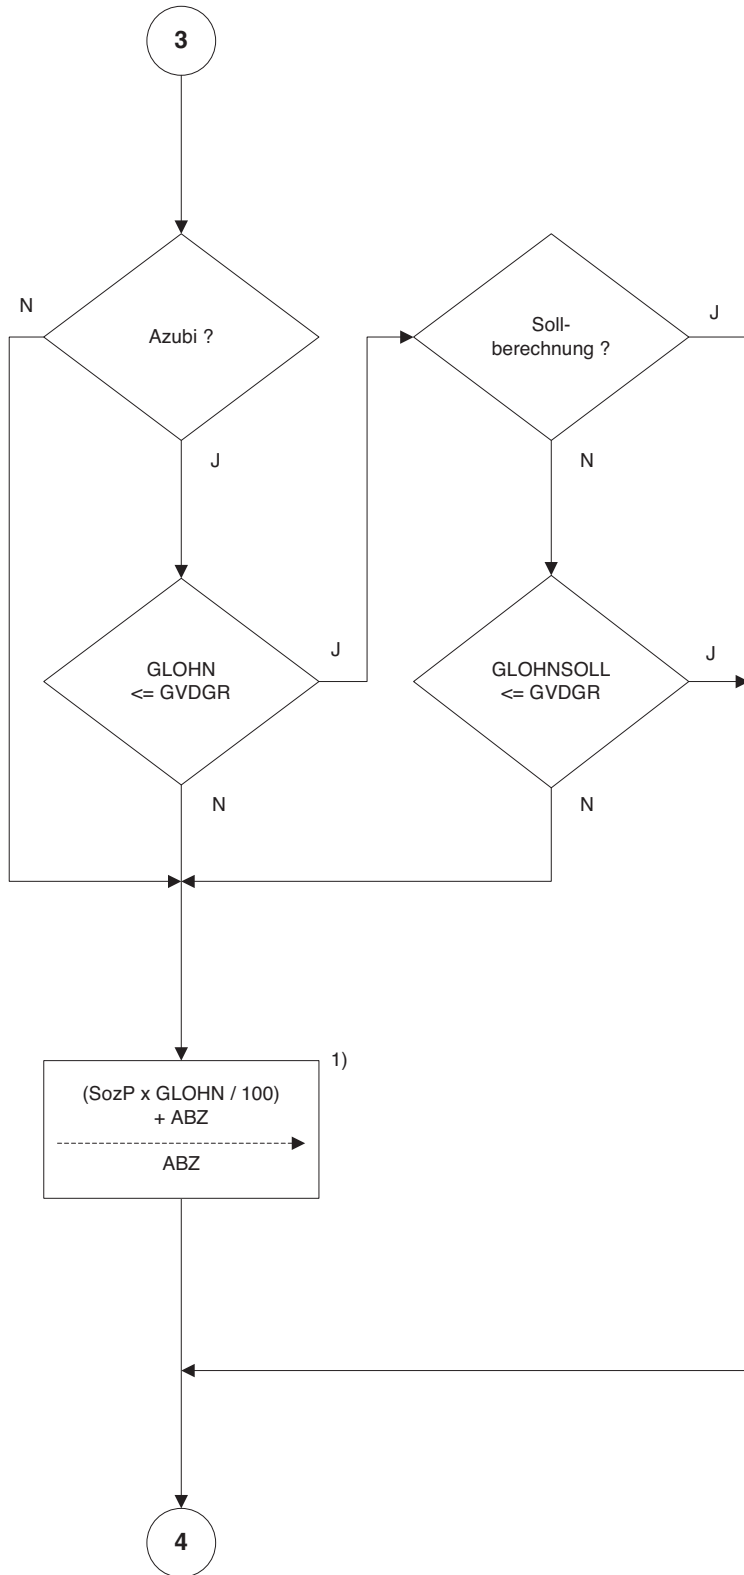 3
N
Azubi ?
J
Soll-
berechnung ?
J
N
GLOHN
<= GVDGR
J
N
GLOHNSOLL
<= GVDGR
J
N
1)
(SozP x GLOHN / 100)
+ ABZ
ABZ
4